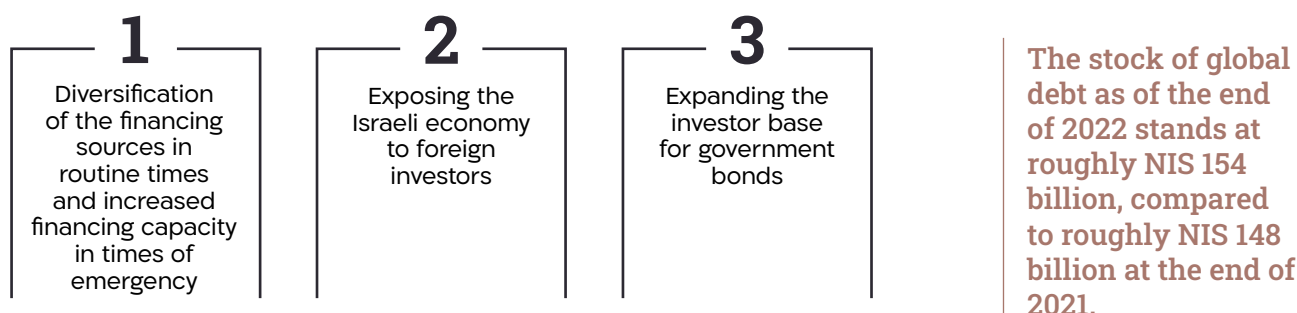 1
Diversification
of the financing
sources in
routine times
and increased
financing capacity
in times of
emergency
2
Exposing the
Israeli economy
to foreign
investors
3
Expanding the
investor base
for government
bonds
The stock of global
debt as of the end
of 2022 stands at
roughly NIS 154
billion, compared
to roughly NIS 148
billion at the end of
2021.